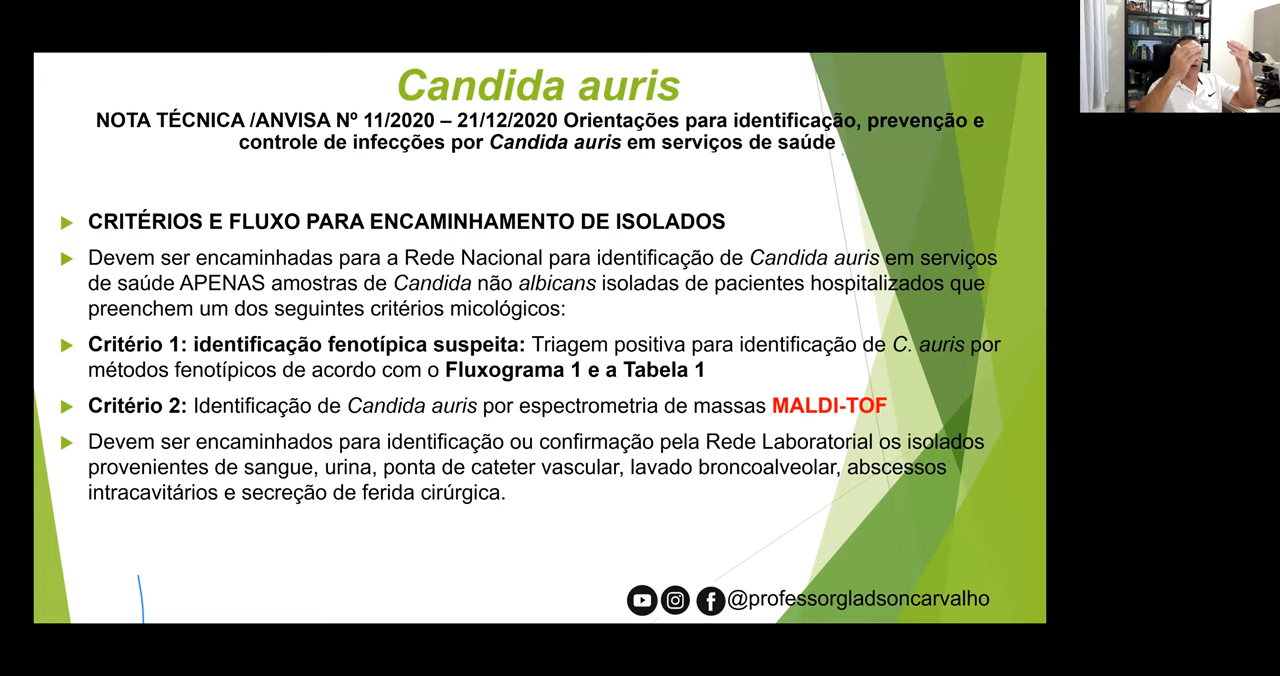 Candida auris
NOTA TÉCNICA /ANVISA Nº 11/2020 – 21/12/2020 Orientações para identificação, prevenção e
controle de infecções por Candida auris em serviços de saúde
CRITÉRIOS E FLUXO PARA ENCAMINHAMENTO DE ISOLADOS
Devem ser encaminhadas para a Rede Nacional para identificação de Candida auris em serviços
de saúde APENAS amostras de Candida não albicans isoladas de pacientes hospitalizados que
preenchem um dos seguintes critérios micológicos:
Critério 1: identificação fenotípica suspeita: Triagem positiva para identificação de C. auris por
métodos fenotípicos de acordo com o Fluxograma 1 e a Tabela 1
Critério 2: Identificação de Candida auris por espectrometria de massas MALDI-TOF
Devem ser encaminhados para identificação ou confirmação pela Rede Laboratorial os isolados
provenientes de sangue, urina, ponta de cateter vascular, lavado broncoalveolar, abscessos
intracavitários e secreção de ferida cirúrgica.
@professorgladsoncarvalho